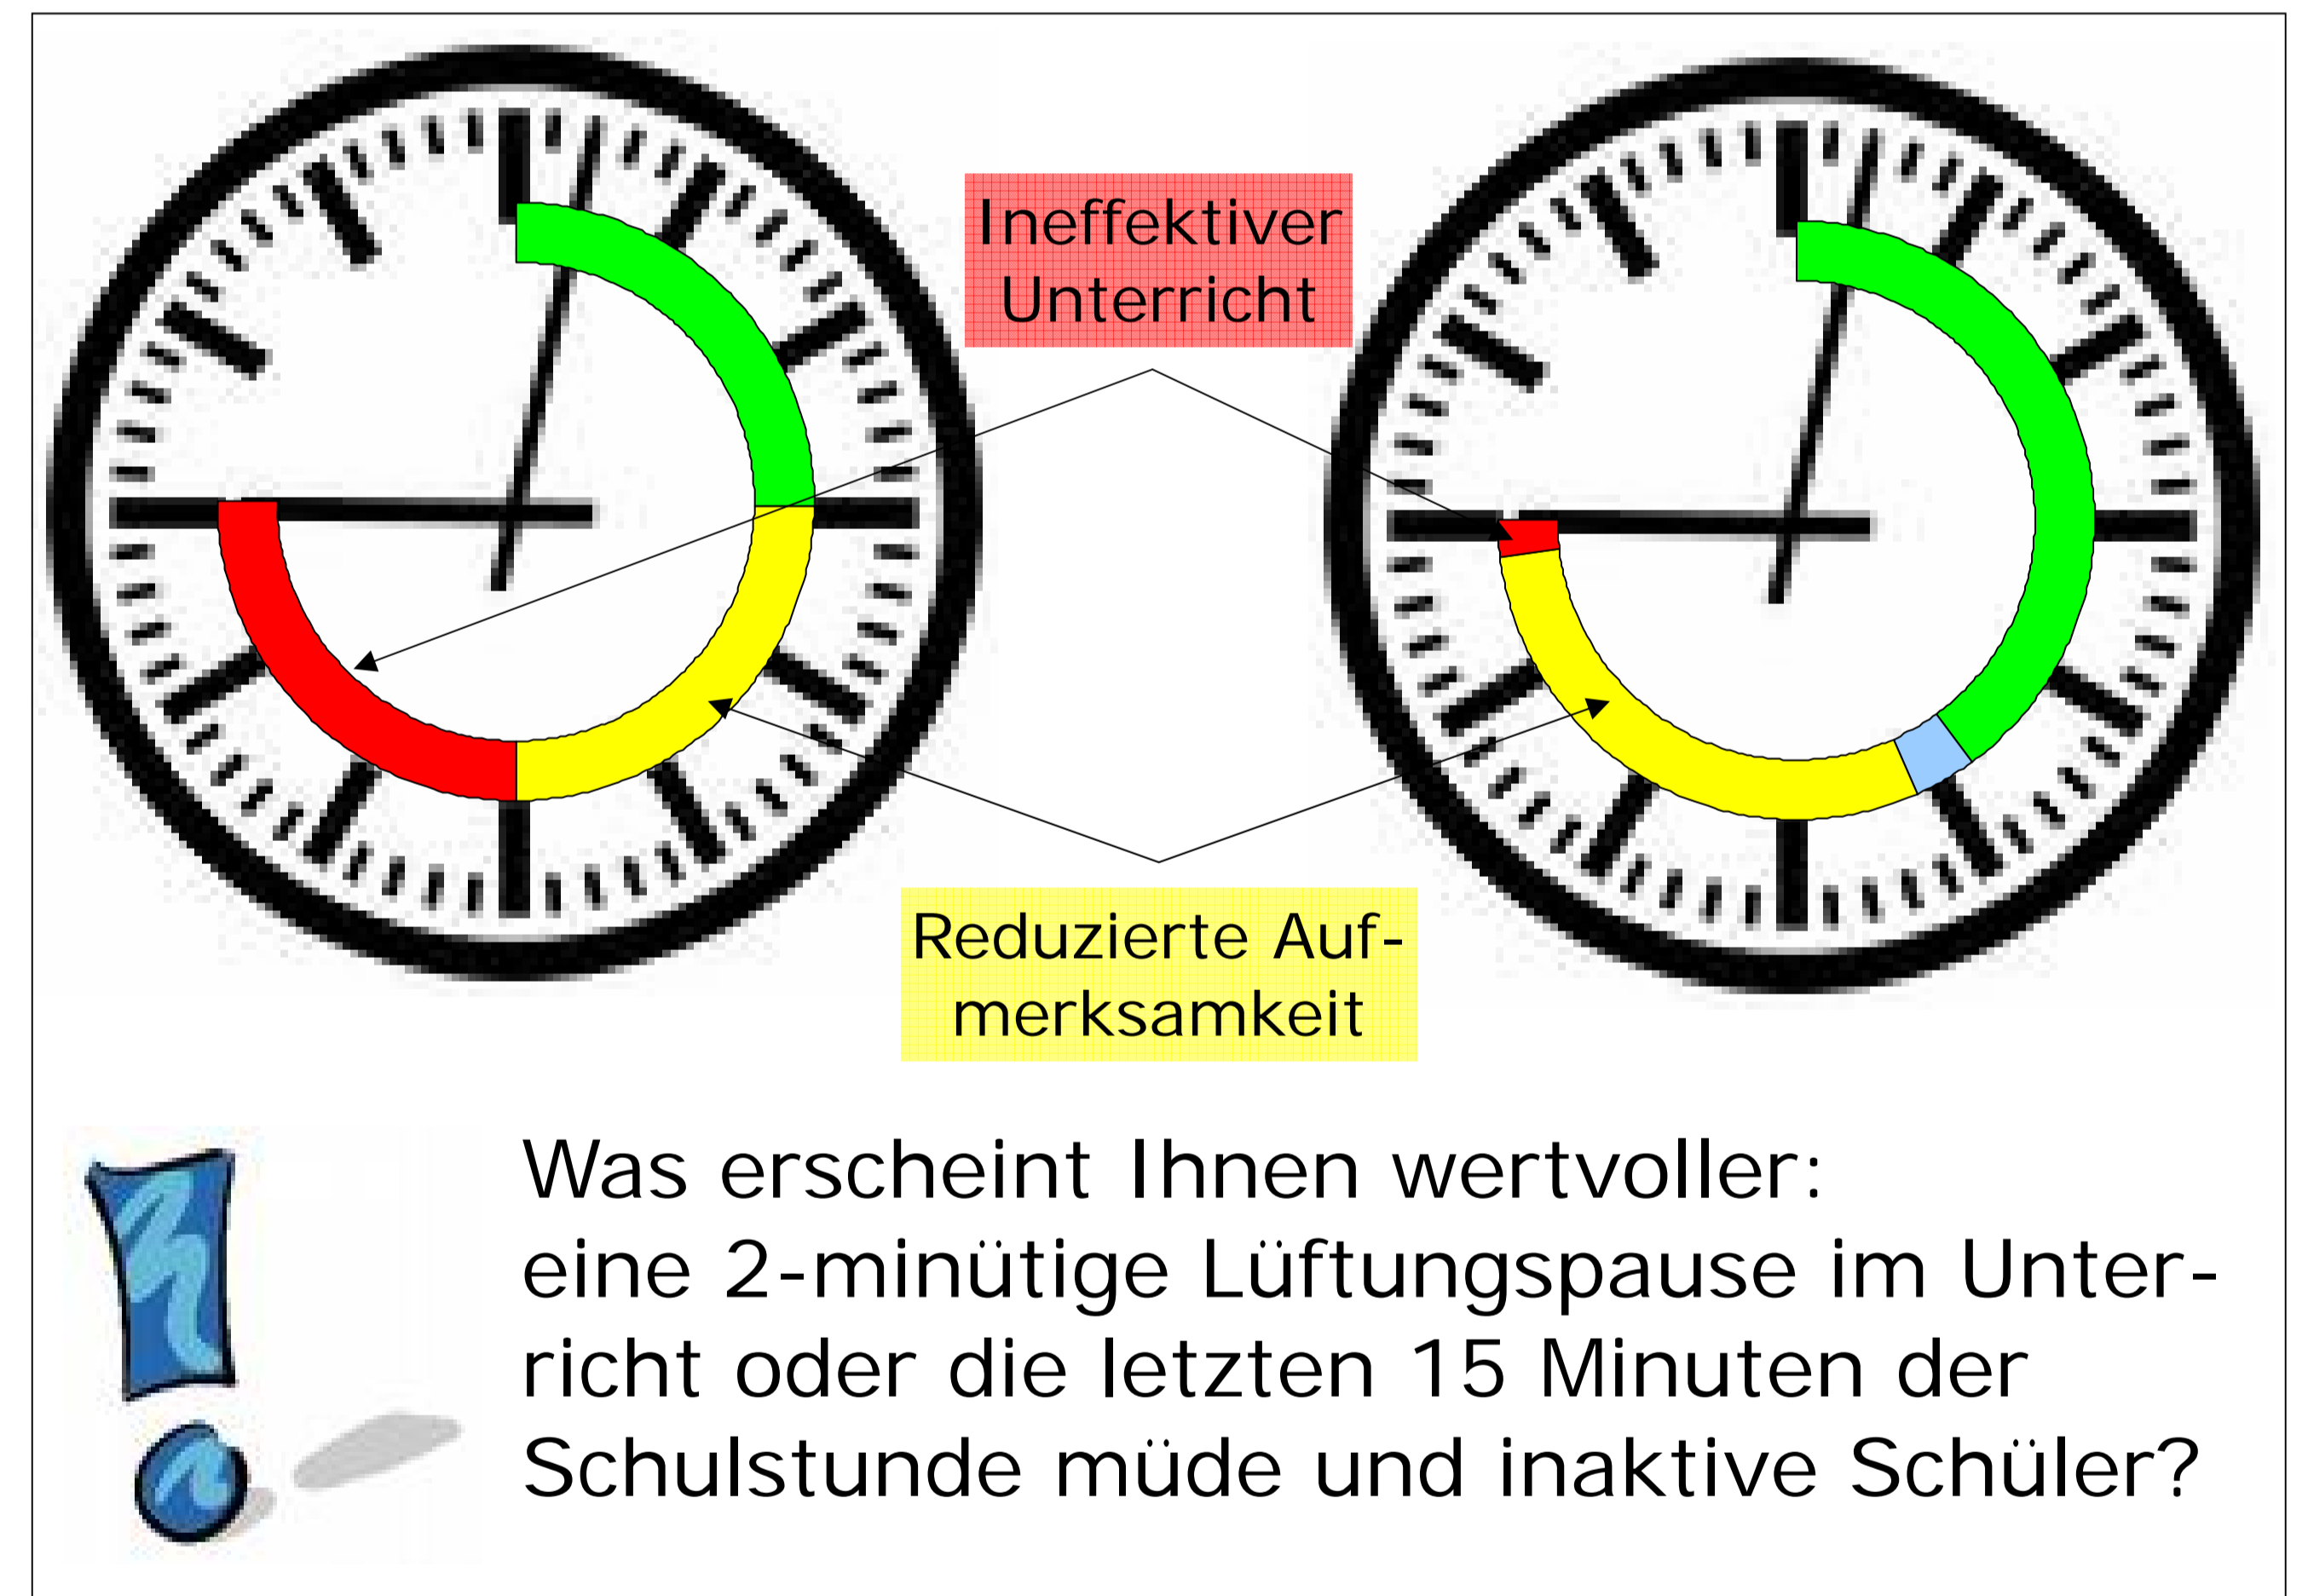 Ineffektiver
Unterricht
Reduzierte Auf-
merksamkeit
Was erscheint Ihnen wertvoller:
eine 2-minütige Lüftungspause im Unter-
richt oder die letzten 15 Minuten der
Schulstunde müde und inaktive Schüler?